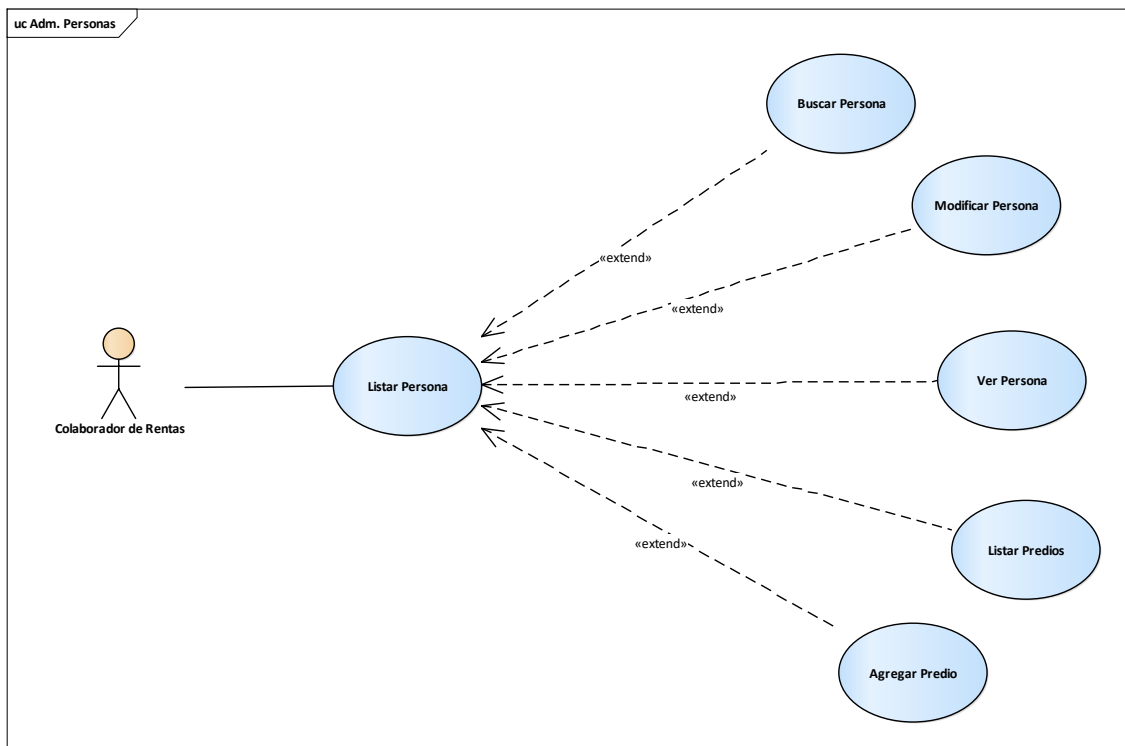 uc Adm. Personas
Buscar Persona
Modificar Persona
«extend»
«extend»
Listar Persona
Ver Persona
«extend»
Colaborador de Rentas
«extend»
«extend»
Listar Predios
Agregar Predio